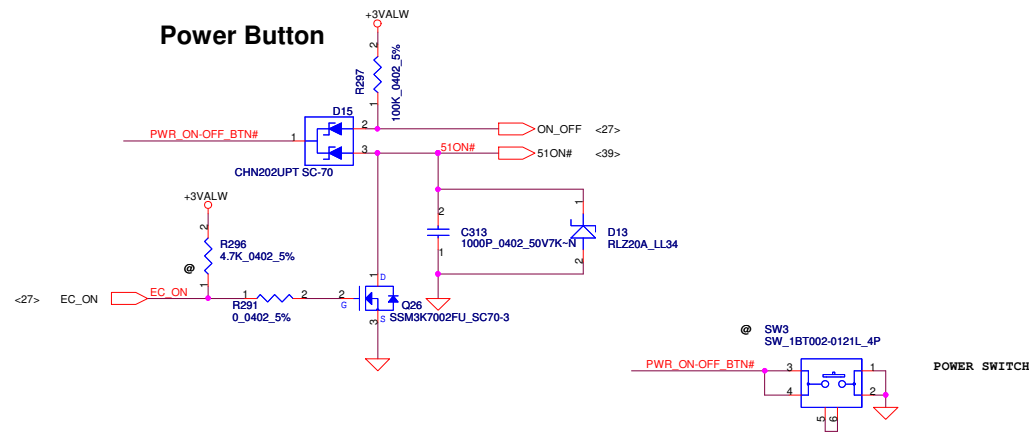 +3VALW
Power Button
2
R297
100K_0402_5%
1
D15
PWR_ON-OFF_BTN#
1
2
3
CHN202UPT SC-70
ON_OFF <27>
51ON#
51ON# <39>
+3VALW
2
R296
4.7K_0402_5%
@
1
2
C313
1000P_0402_50V7K~N
1
1
D13
RLZ20A_LL34
2
<27> EC_ON
EC_ON
1
2
R291
0_0402_5%
1
D
2
G
Q26
SSM3K7002FU_SC70-3
S
3
@ SW3
SW_1BT002-0121L_4P
PWR_ON-OFF_BTN#
3
1
4
2
5
6
POWER SWITCH